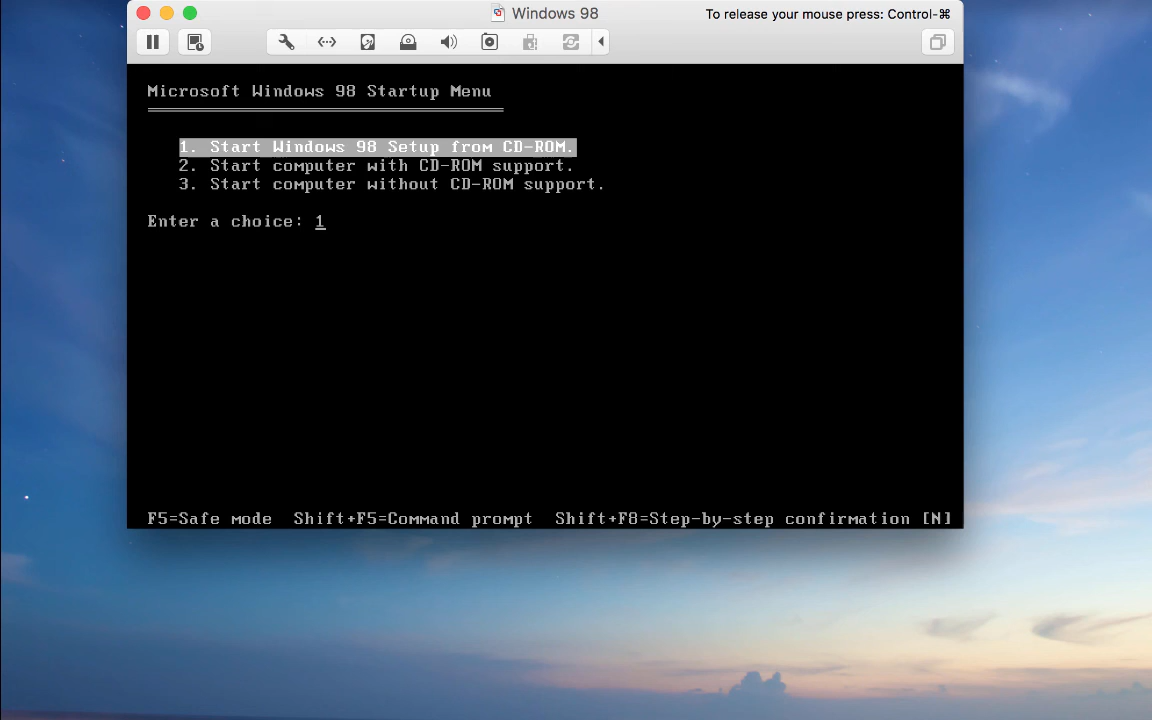 Windows 98
To release your mouse press: Control-⌘
Microsoft Windows 98 Startup Menu
1. Start Windows 98 Setup from CD-ROM.
2. Start computer with CD-ROM support.
3. Start computer without CD-ROM support.
Enter a choice: 1
F5=Safe mode  Shift+F5=Command prompt  Shift+F8=Step-by-step confirmation [N]